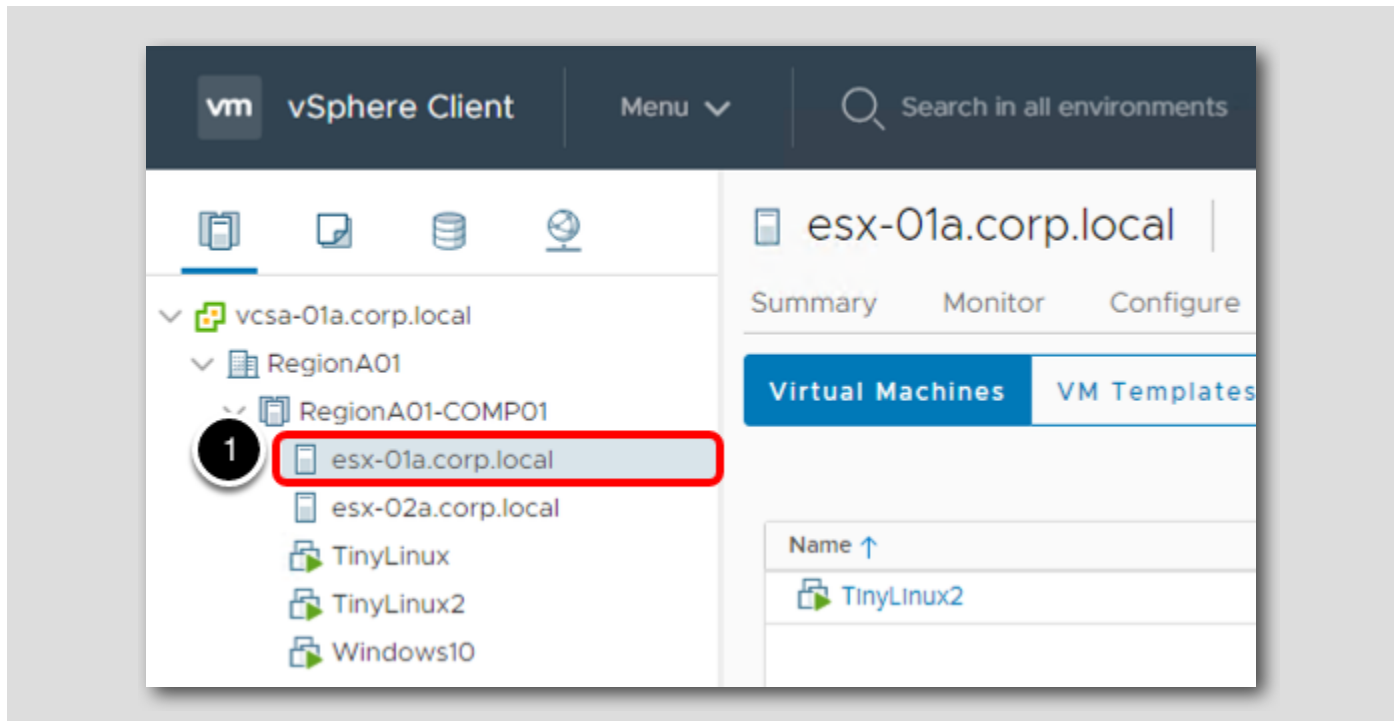 vm vSphere Client Menu Search in all environments
esx-01a.corp.local
Summary Monitor Configure
Virtual Machines VM Templates
Name
TinyLinux2
vcsa-01a.corp.local
RegionA01
RegionA01-COMP01
1 esx-01a.corp.local
esx-02a.corp.local
TinyLinux
TinyLinux2
Windows10